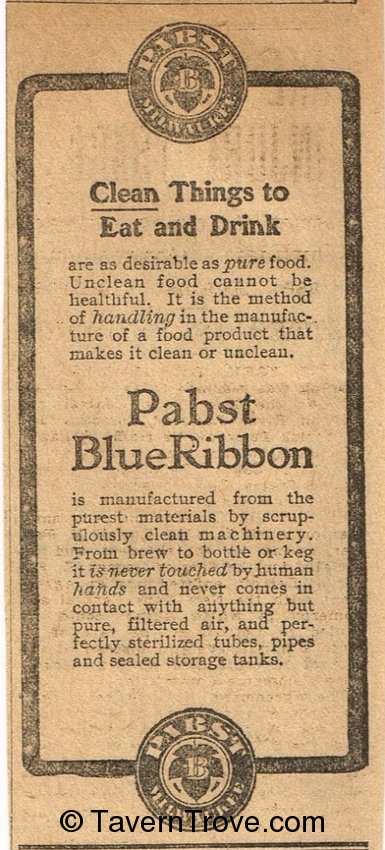 PABST
B
MILWAUKEE
Clean Things to
Eat and Drink
are as desirable as pure food.
Unclean food cannot be
healthful. It is the method
of handling in the manufac-
ture of a food product that
makes it clean or unclean.
Pabst
Blue Ribbon
is manufactured from the
purest materials by scrup-
ulously clean machinery.
From brew to bottle or keg
it is never touched by human
hands and never comes in
contact with anything but
pure, filtered air, and per-
fectly sterilized tubes, pipes
and sealed storage tanks.
PABST
B
MILWAUKEE
© TavernTrove.com